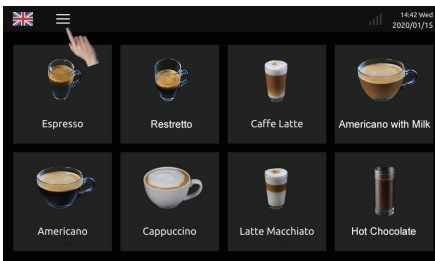 14:42 Wed
2020/01/15
Espresso
Restretto
Caffe Latte
Americano with Milk
Americano
Cappuccino
Latte Macchiato
Hot Chocolate